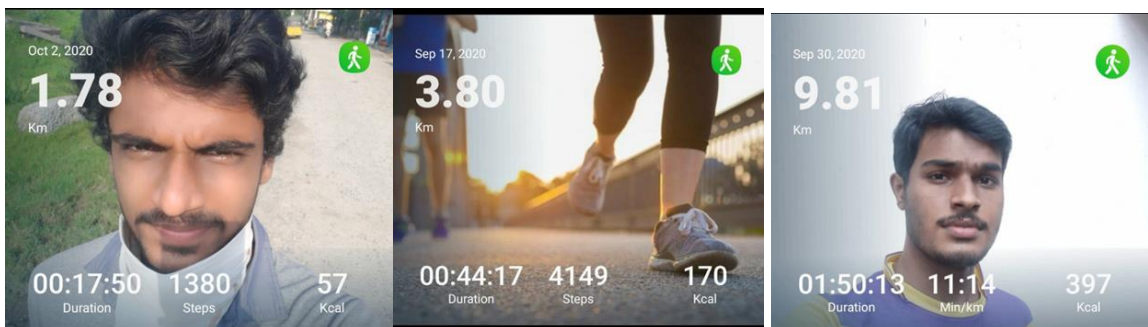 Oct 2, 2020
1.78
Km
00:17:50 1380 57
Duration Steps Kcal
Sep 17, 2020
3.80
Km
00:44:17 4149 170
Duration Steps Kcal
Sep 30, 2020
9.81
Km
01:50:13 11:14 397
Duration Min/km Kcal